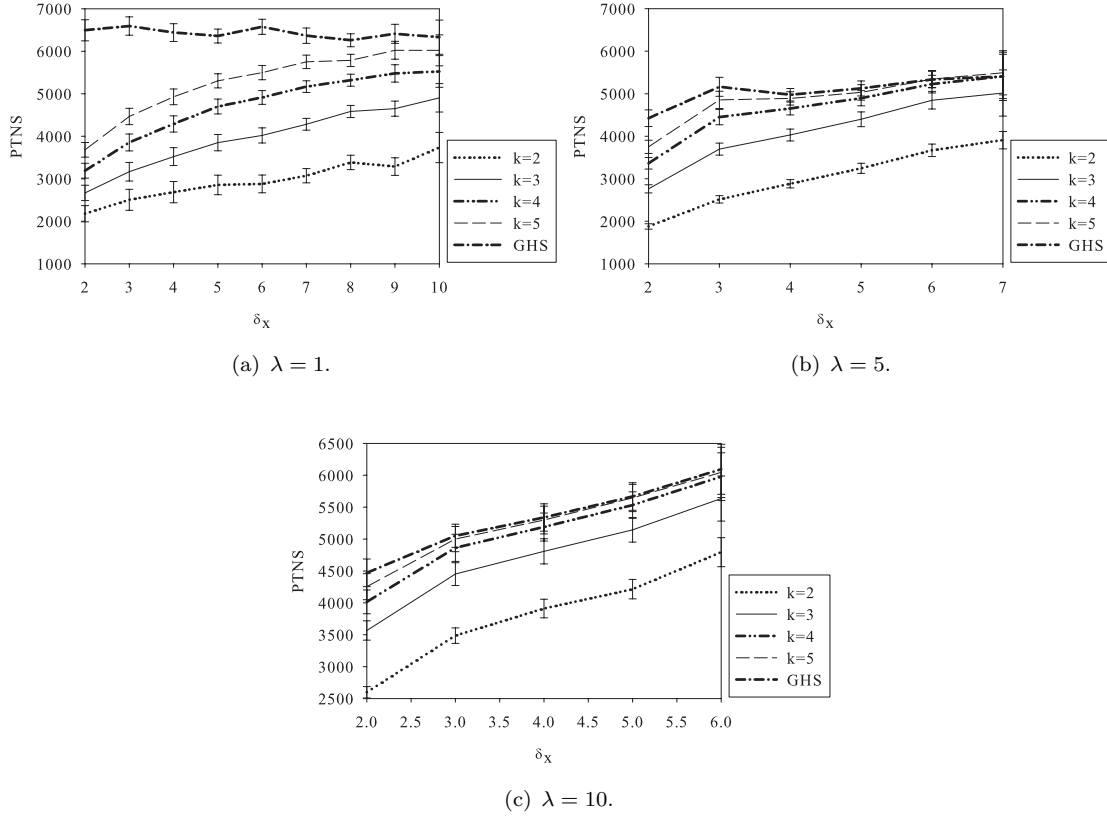 7000
6000
5000
4000
3000
2000
1000
PTNS
2 3 4 5 6 7 8 9 10
δx
k=2
k=3
k=4
k=5
GHS
(a) λ = 1.
7000
6000
5000
4000
3000
2000
1000
PTNS
2 3 4 5 6 7
δx
k=2
k=3
k=4
k=5
GHS
(b) λ = 5.
6500
6000
5500
5000
4500
4000
3500
3000
2500
PTNS
2.0 2.5 3.0 3.5 4.0 4.5 5.0 5.5 6.0
δx
k=2
k=3
k=4
k=5
GHS
(c) λ = 10.